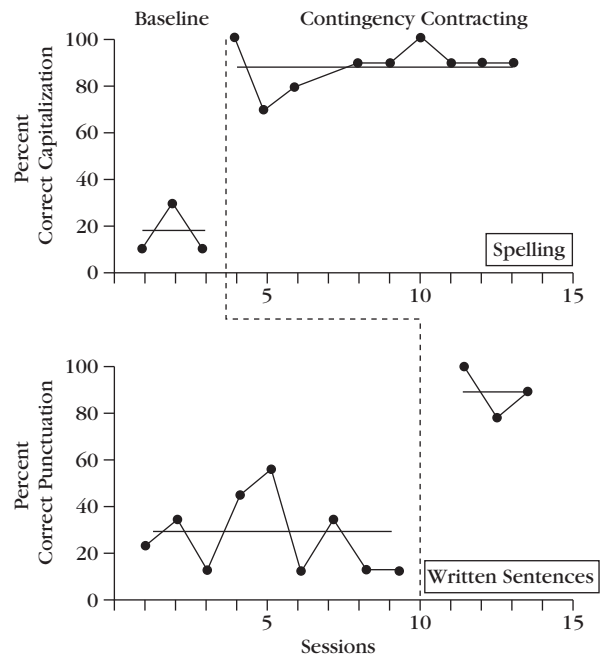 Baseline
Contingency Contracting
Percent
Correct Capitalization
100
80
60
40
20
0
5
10
15
Spelling
Percent
Correct Punctuation
100
80
60
40
20
0
5
10
15
Written Sentences
Sessions